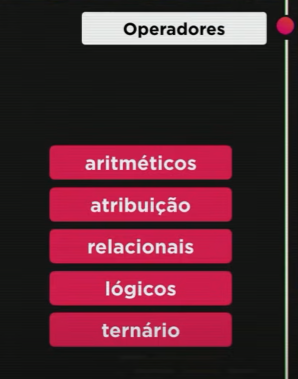 Operadores
aritméticos
atribuição
relacionais
lógicos
ternário